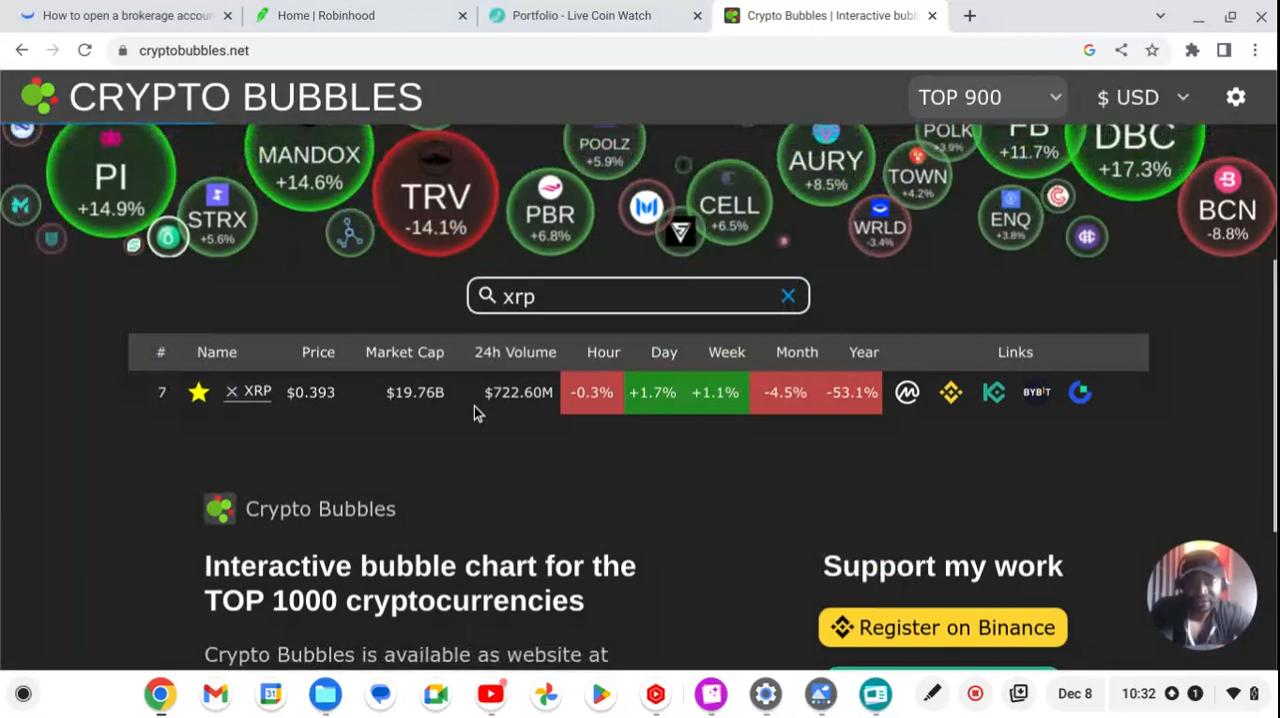 How to open a brokerage accou
Home | Robinhood
Portfolio - Live Coin Watch
Crypto Bubbles | Interactive bubb
cryptobubbles.net
CRYPTO BUBBLES
TOP 900
$ USD
PI
+14.9%
STRX
+5.6%
MANDOX
+14.6%
TRV
-14.1%
PBR
+6.8%
POOLZ
+5.9%
CELL
+6.5%
AURY
+8.5%
WRLD
-3.4%
TOWN
+4.2%
POLK
+3.9%
ENQ
+3.8%
FB
+11.7%
DBC
+17.3%
BCN
-8.8%
xrp
# Name Price Market Cap 24h Volume Hour Day Week Month Year Links
7 XRP $0.393 $19.76B $722.60M -0.3% +1.7% +1.1% -4.5% -53.1% BYBIT
Crypto Bubbles
Interactive bubble chart for the
TOP 1000 cryptocurrencies
Crypto Bubbles is available as website at
Support my work
Register on Binance
31
Dec 8
10:32
1